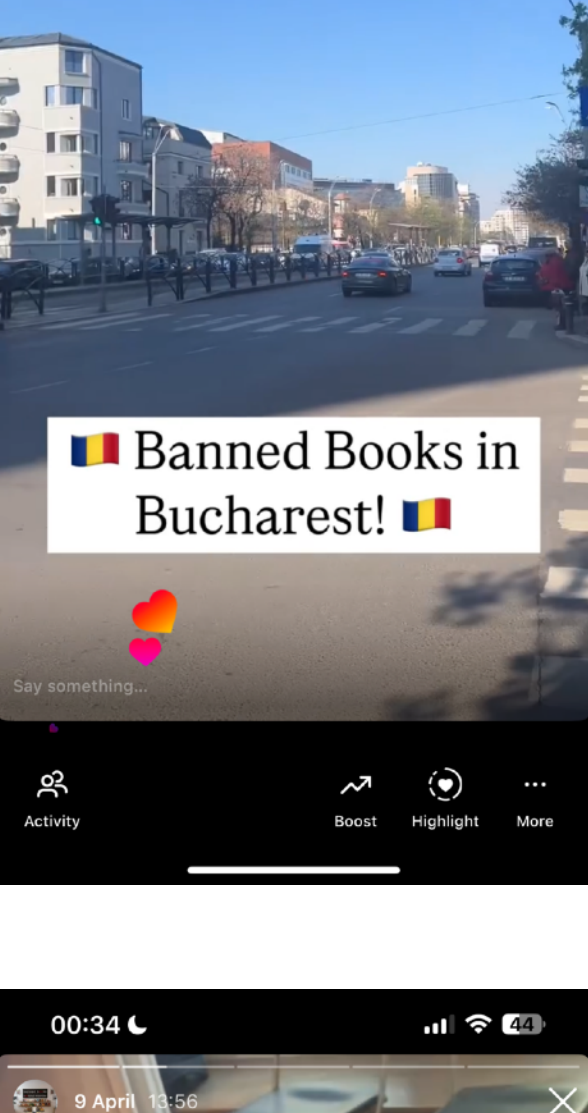 🇷🇴 Banned Books in
Bucharest! 🇷🇴
Say something...
Activity
Boost
Highlight
More
00:34
44
9 April 13:56